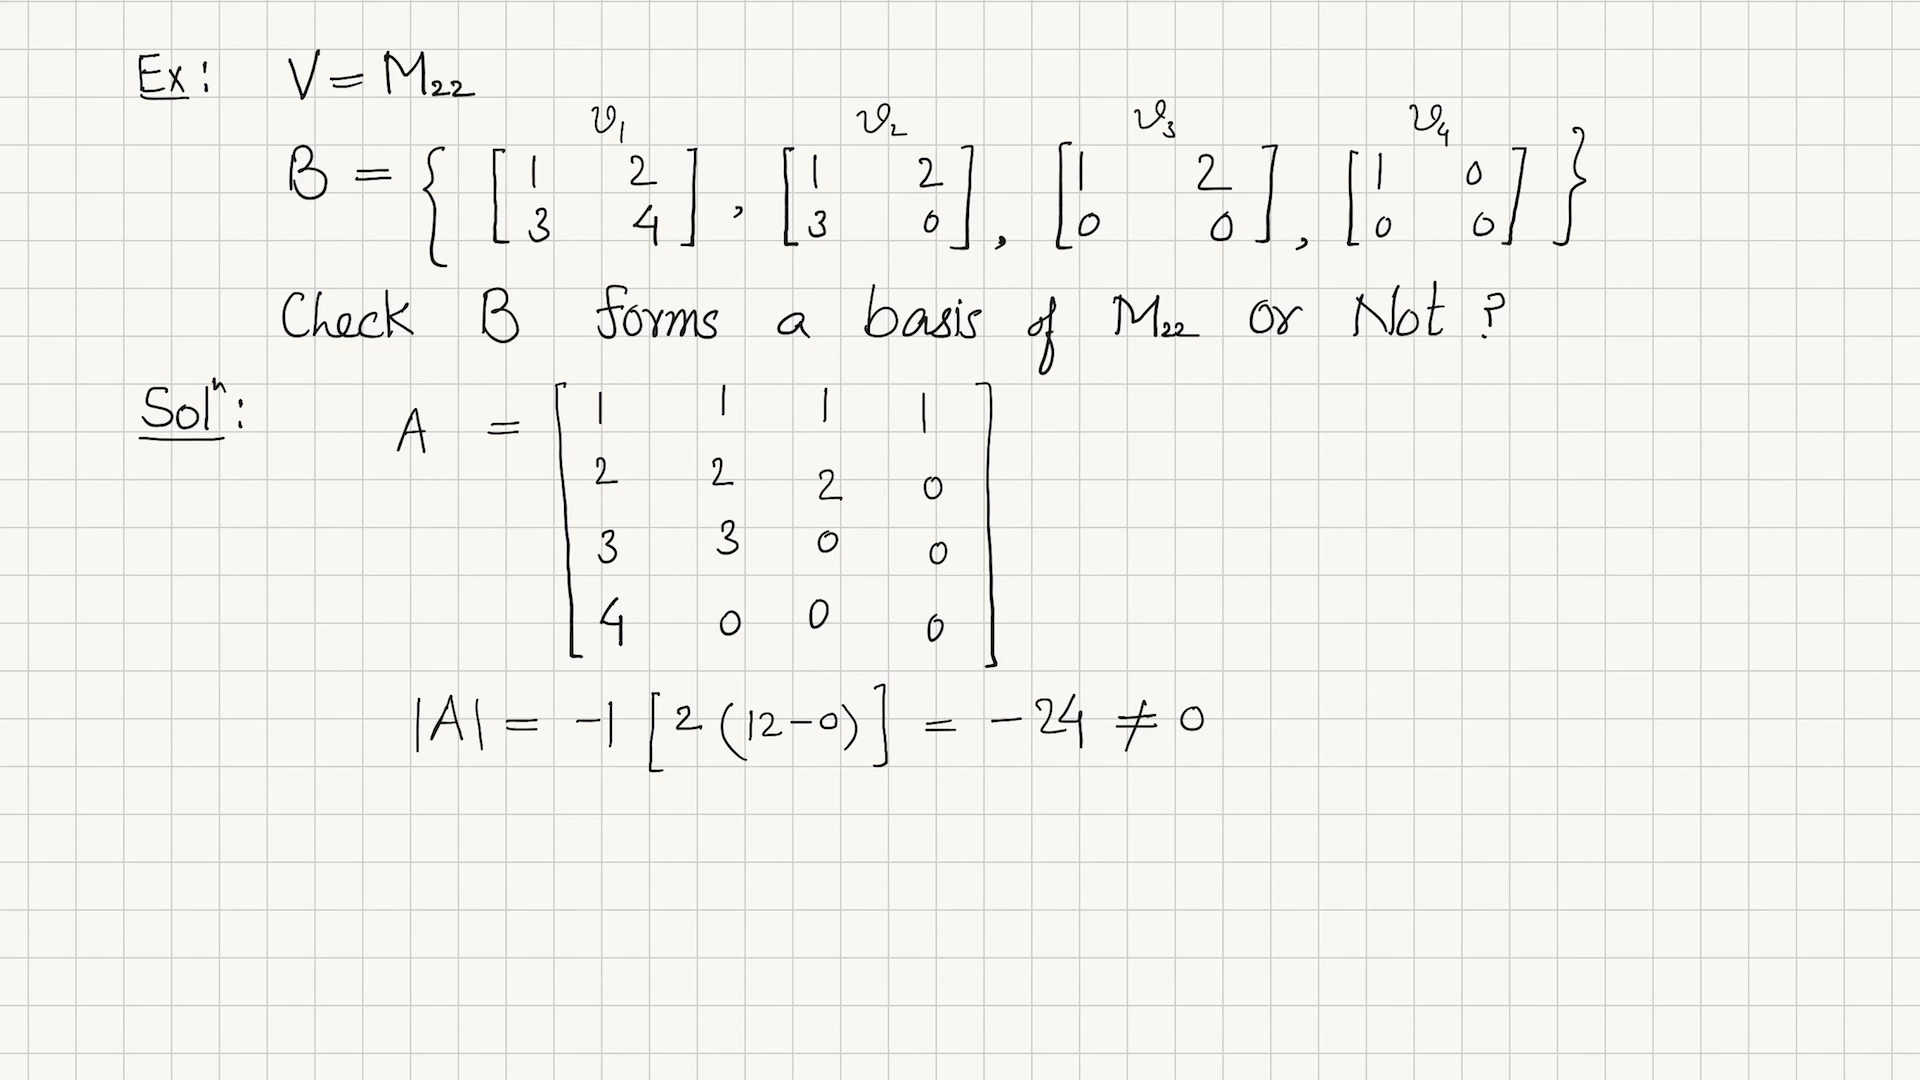 Ex: V = M₂₂
v₁ v₂ v₃ v₄
B = { [ 1 2 ] , [ 1 2 ] , [ 1 2 ] , [ 1 0 ] }
[ 3 4 ] [ 3 0 ] [ 0 0 ] [ 0 0 ]
Check B forms a basis of M₂₂ or Not ?
Solⁿ: A = [ 1 1 1 1 ]
[ 2 2 2 0 ]
[ 3 3 0 0 ]
[ 4 0 0 0 ]
|A| = -1 [ 2 (12-0) ] = -24 ≠ 0